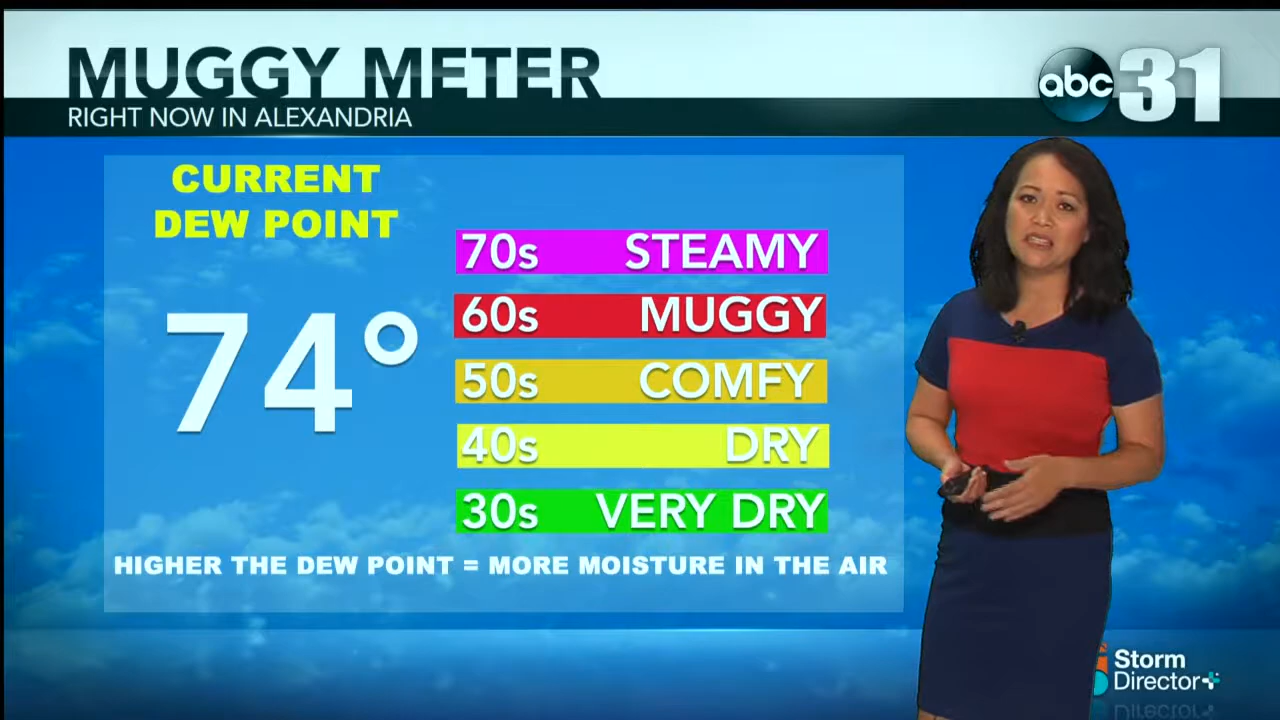 MUGGY METER
RIGHT NOW IN ALEXANDRIA
abc 31
CURRENT
DEW POINT
74°
70s STEAMY
60s MUGGY
50s COMFY
40s DRY
30s VERY DRY
HIGHER THE DEW POINT = MORE MOISTURE IN THE AIR
Storm
Director+